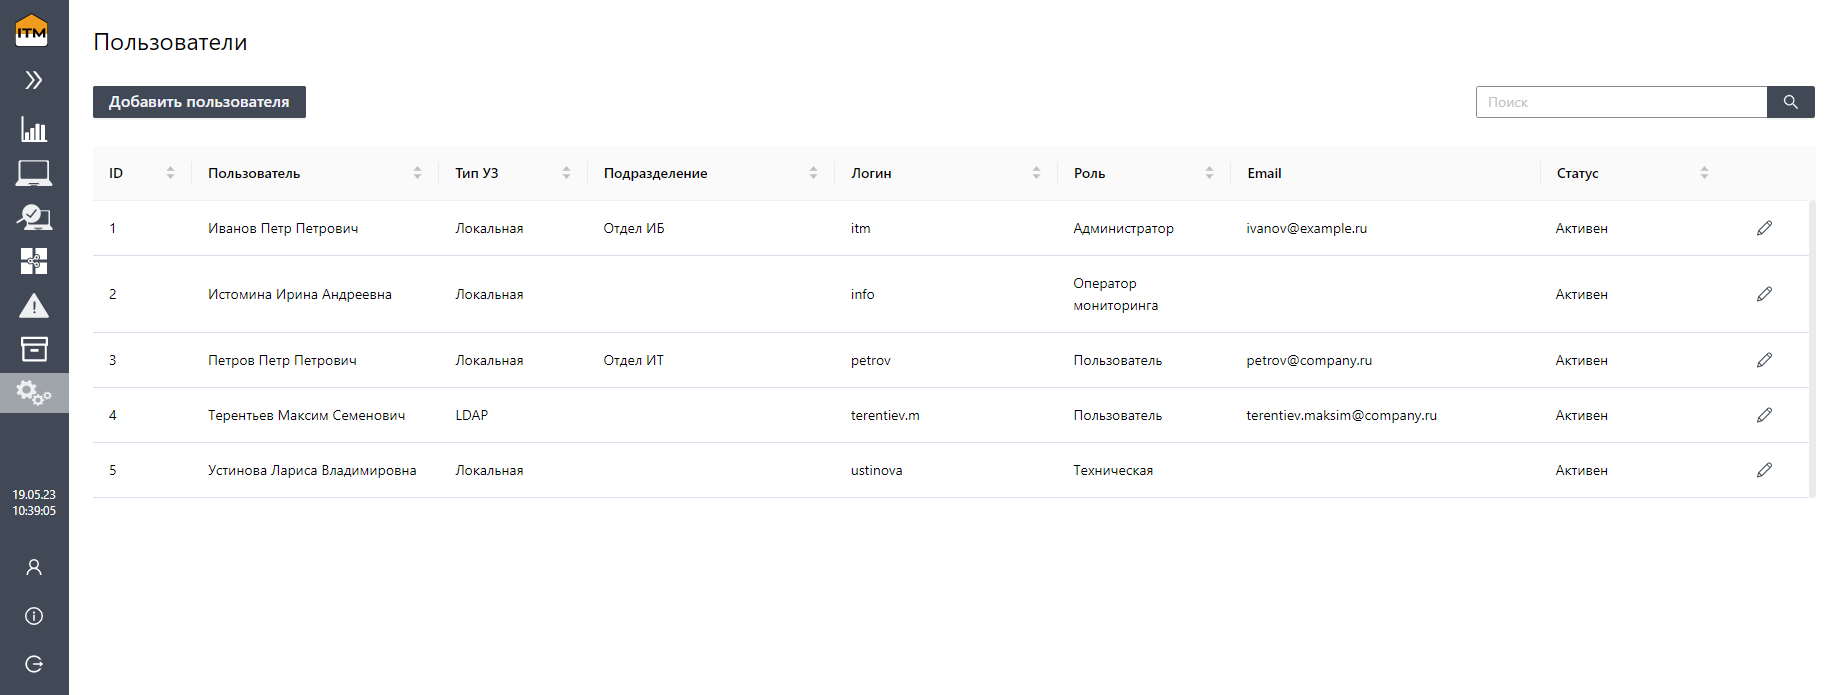 ITM
Пользователи
Добавить пользователя
Поиск
ID Пользователь Тип УЗ Подразделение Логин Роль Email Статус
1 Иванов Петр Петрович Локальная Отдел ИБ itm Администратор ivanov@example.ru Активен
2 Истомина Ирина Андреевна Локальная info Оператор мониторинга Активен
3 Петров Петр Петрович Локальная Отдел ИТ petrov Пользователь petrov@company.ru Активен
4 Терентьев Максим Семенович LDAP terentiev.m Пользователь terentiev.maksim@company.ru Активен
5 Устинова Лариса Владимировна Локальная ustinova Техническая Активен
19.05.23
10:39:05